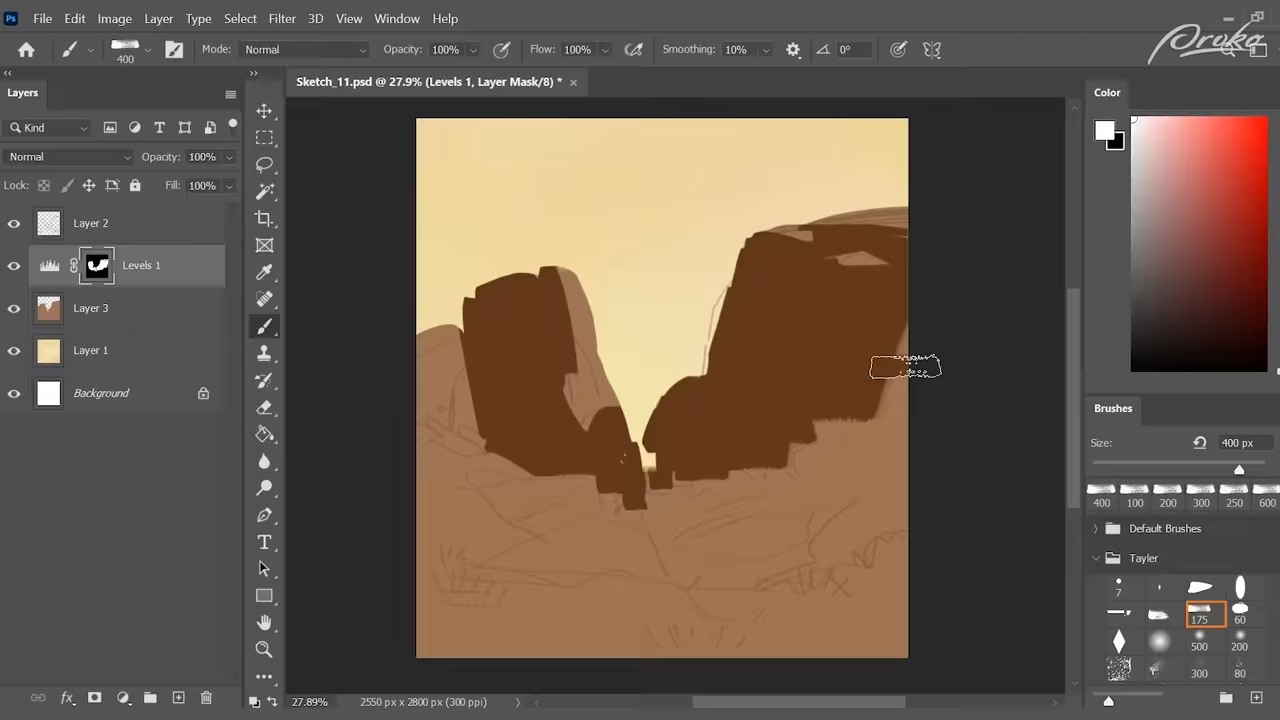 Ps File Edit Image Layer Type Select Filter 3D View Window Help
Proko
400 Mode: Normal Opacity: 100% Flow: 100% Smoothing: 10% 0°
Layers
Sketch_11.psd @ 27.9% (Levels 1, Layer Mask/8) * ×
Color
Kind
Normal Opacity: 100%
Lock: Fill: 100%
Layer 2
Levels 1
Layer 3
Layer 1
Background
Brushes
Size: 400 px
400 100 200 300 250 600
Default Brushes
Tayler
7
175 60
500 200
300 80
27.89% 2550 px x 2800 px (300 ppi)